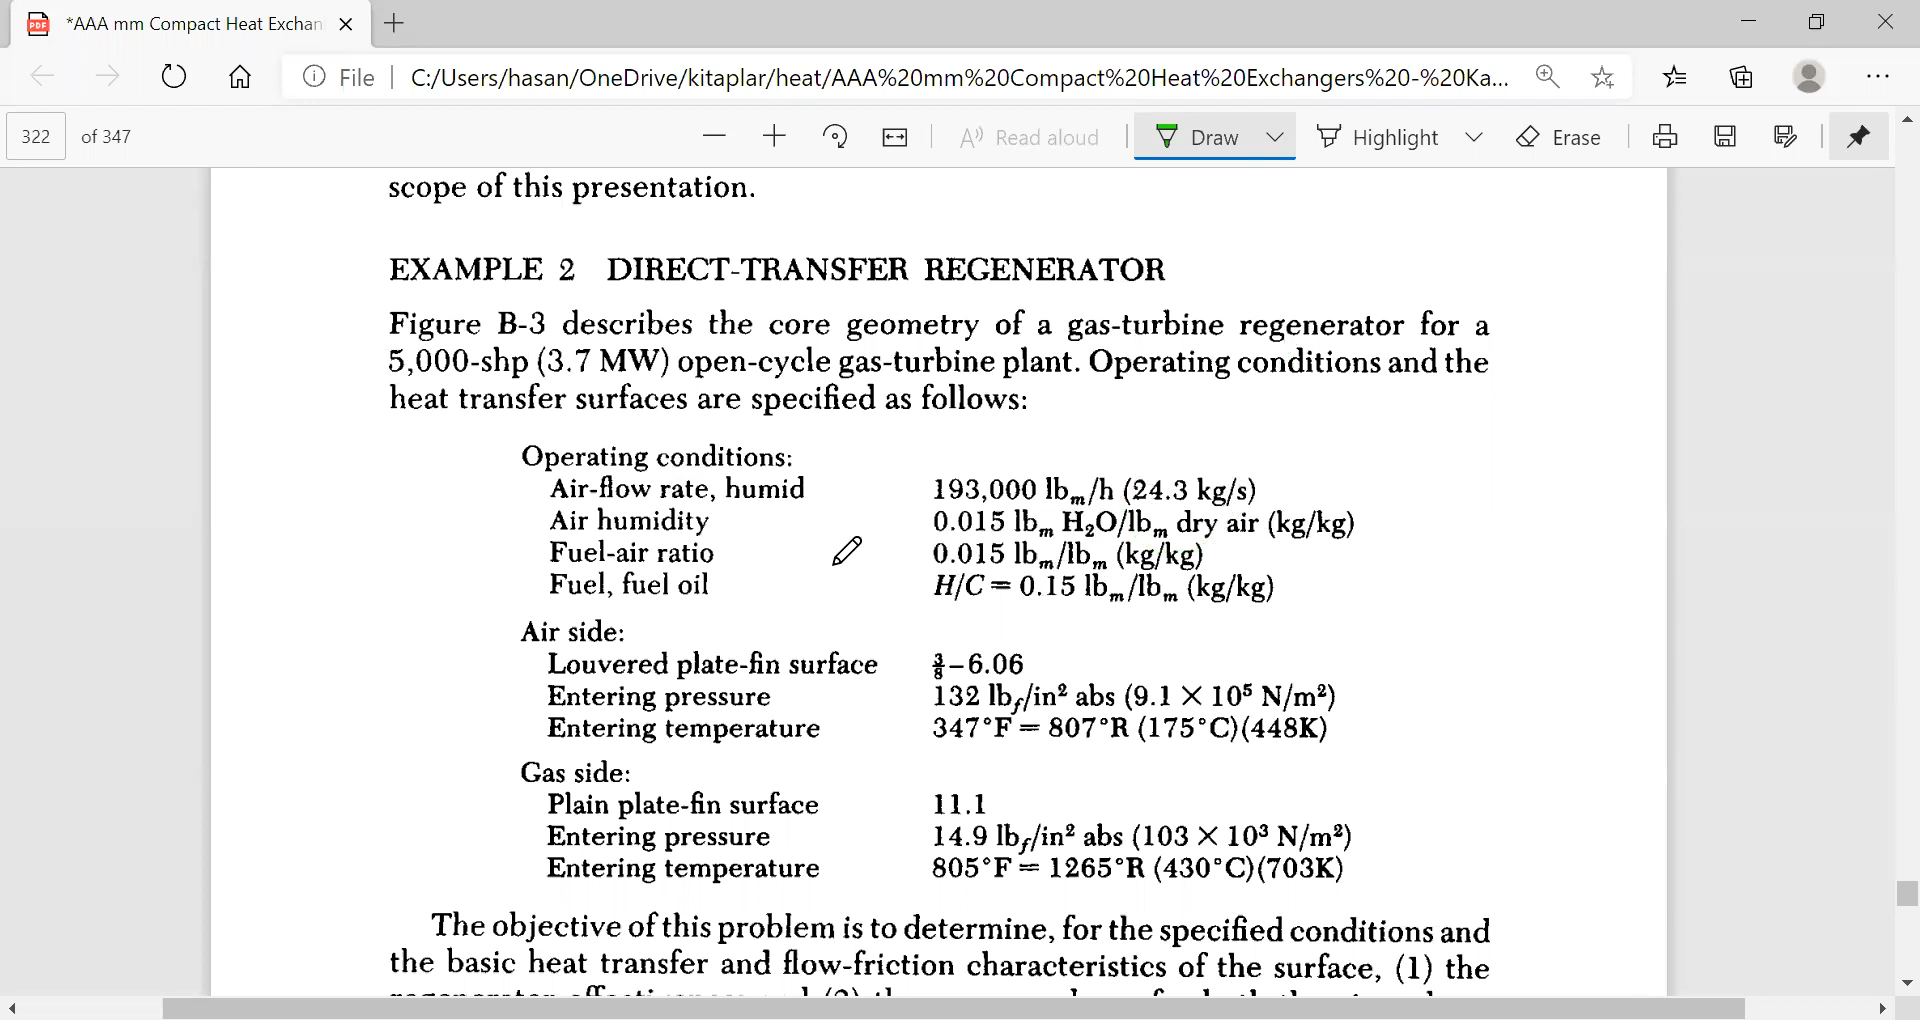 *AAA mm Compact Heat Exchan
File
C:/Users/hasan/OneDrive/kitaplar/heat/AAA%20mm%20Compact%20Heat%20Exchangers%20-%20Ka...
322 of 347
Read aloud
Draw
Highlight
Erase
scope of this presentation.
EXAMPLE 2 DIRECT-TRANSFER REGENERATOR
Figure B-3 describes the core geometry of a gas-turbine regenerator for a
5,000-shp (3.7 MW) open-cycle gas-turbine plant. Operating conditions and the
heat transfer surfaces are specified as follows:
Operating conditions:
Air-flow rate, humid 193,000 lbₘ/h (24.3 kg/s)
Air humidity 0.015 lbₘ H₂O/lbₘ dry air (kg/kg)
Fuel-air ratio 0.015 lbₘ/lbₘ (kg/kg)
Fuel, fuel oil H/C = 0.15 lbₘ/lbₘ (kg/kg)
Air side:
Louvered plate-fin surface ⅜–6.06
Entering pressure 132 lb_f/in² abs (9.1 × 10⁵ N/m²)
Entering temperature 347°F = 807°R (175°C)(448K)
Gas side:
Plain plate-fin surface 11.1
Entering pressure 14.9 lb_f/in² abs (103 × 10³ N/m²)
Entering temperature 805°F = 1265°R (430°C)(703K)
The objective of this problem is to determine, for the specified conditions and
the basic heat transfer and flow-friction characteristics of the surface, (1) the